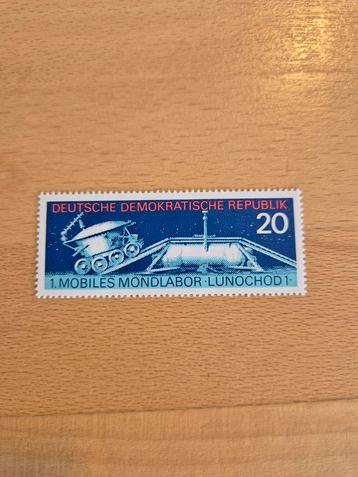 DEUTSCHE DEMOKRATISCHE REPUBLIK
20
1. MOBILES MONDLABOR · LUNOCHOD 1 ·